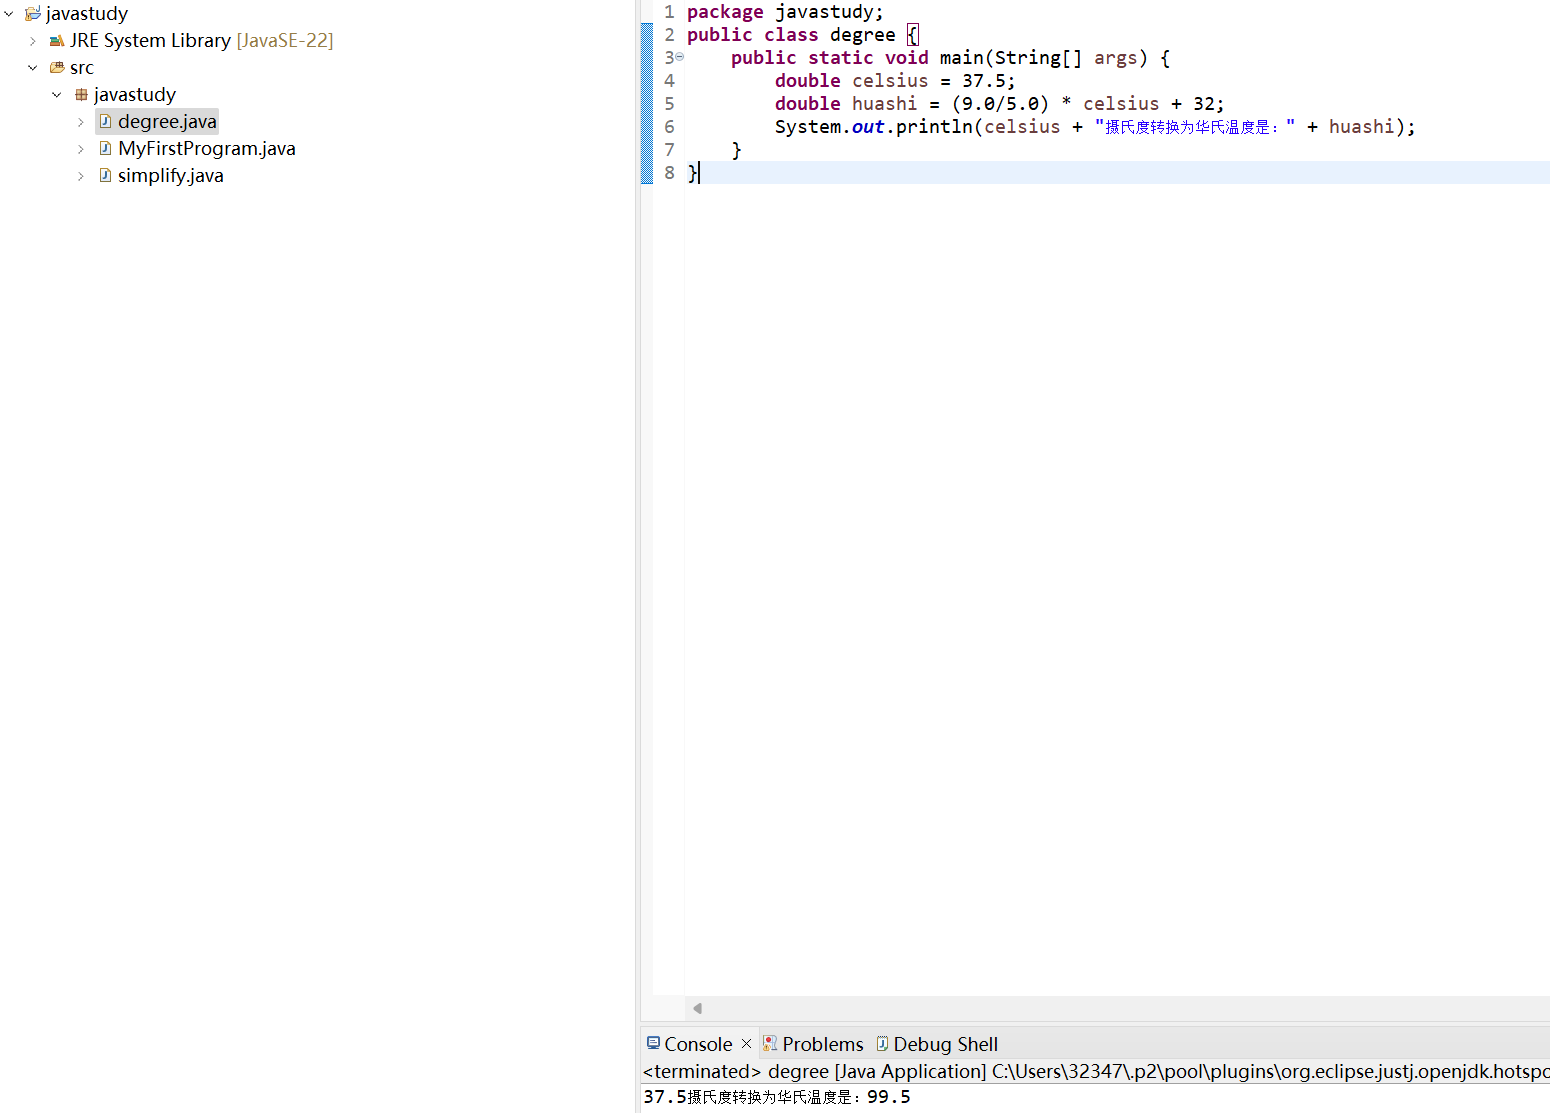 javastudy
JRE System Library [JavaSE-22]
src
javastudy
degree.java
MyFirstProgram.java
simplify.java
1 package javastudy;
2 public class degree {
3 public static void main(String[] args) {
4 double celsius = 37.5;
5 double huashi = (9.0/5.0) * celsius + 32;
6 System.out.println(celsius + "摄氏度转换为华氏温度是：" + huashi);
7 }
8 }
Console Problems Debug Shell
<terminated> degree [Java Application] C:\Users\32347\.p2\pool\plugins\org.eclipse.justj.openjdk.hotspo
37.5摄氏度转换为华氏温度是：99.5